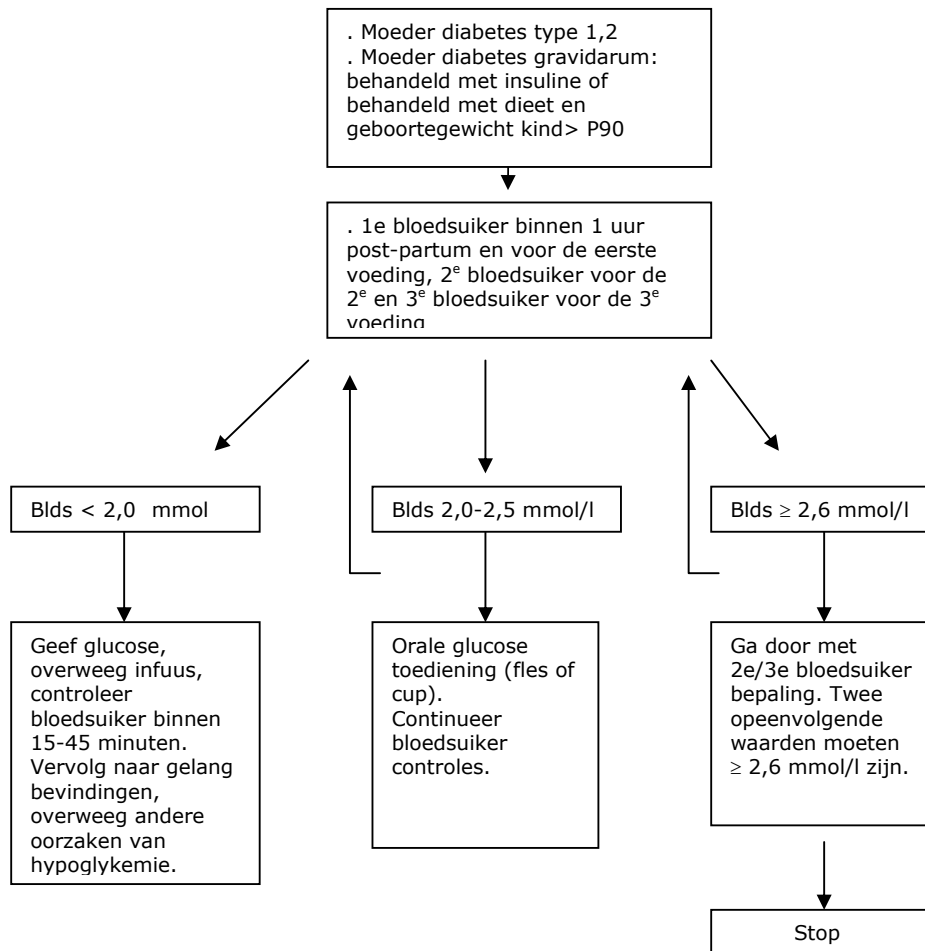 . Moeder diabetes type 1,2
. Moeder diabetes gravidarum:
behandeld met insuline of
behandeld met dieet en
geboortegewicht kind> P90
. 1e bloedsuiker binnen 1 uur
post-partum en voor de eerste
voeding, 2e bloedsuiker voor de
2e en 3e bloedsuiker voor de 3e
voeding
Blds < 2,0 mmol
Blds 2,0-2,5 mmol/l
Blds ≥ 2,6 mmol/l
Geef glucose,
overweeg infuus,
controleer
bloedsuiker binnen
15-45 minuten.
Vervolg naar gelang
bevindingen,
overweeg andere
oorzaken van
hypoglykemie.
Orale glucose
toediening (fles of
cup).
Continueer
bloedsuiker
controles.
Ga door met
2e/3e bloedsuiker
bepaling. Twee
opeenvolgende
waarden moeten
≥ 2,6 mmol/l zijn.
Stop